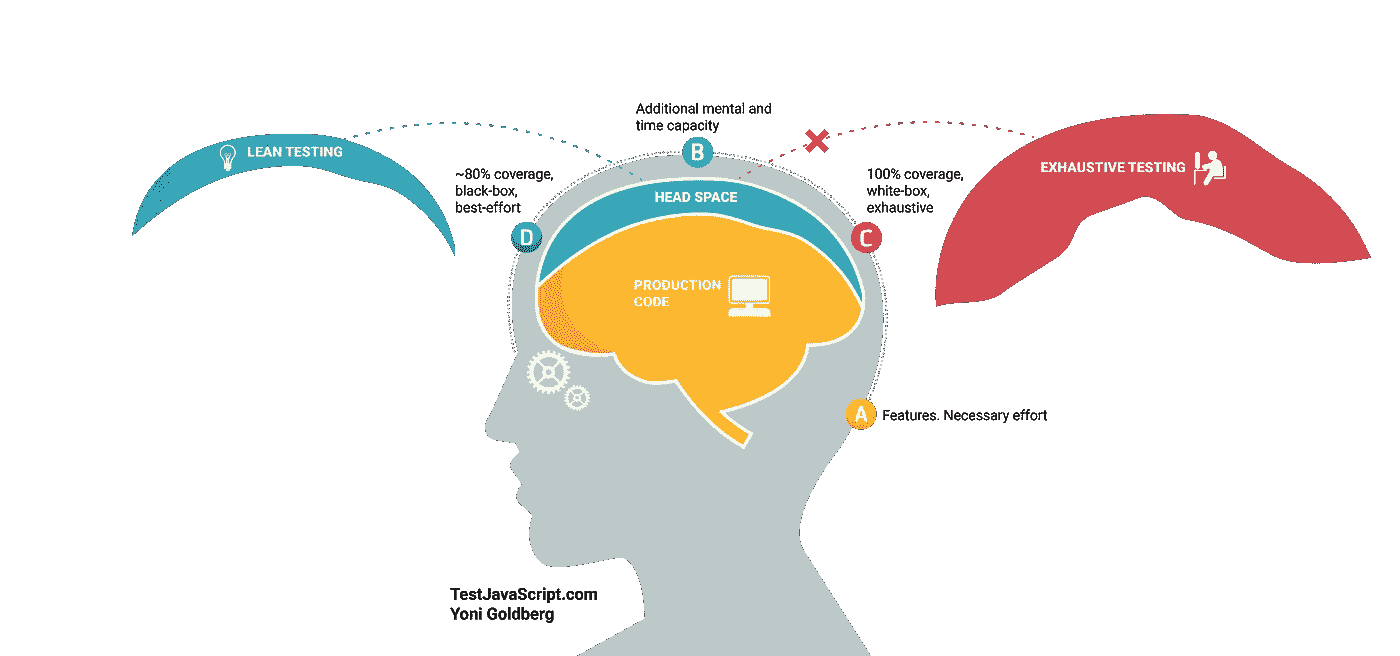 Additional mental and
time capacity
B
LEAN TESTING
EXHAUSTIVE TESTING
~80% coverage,
black-box,
best-effort
D
HEAD SPACE
100% coverage,
white-box,
exhaustive
C
PRODUCTION
CODE
A
Features. Necessary effort
TestJavaScript.com
Yoni Goldberg